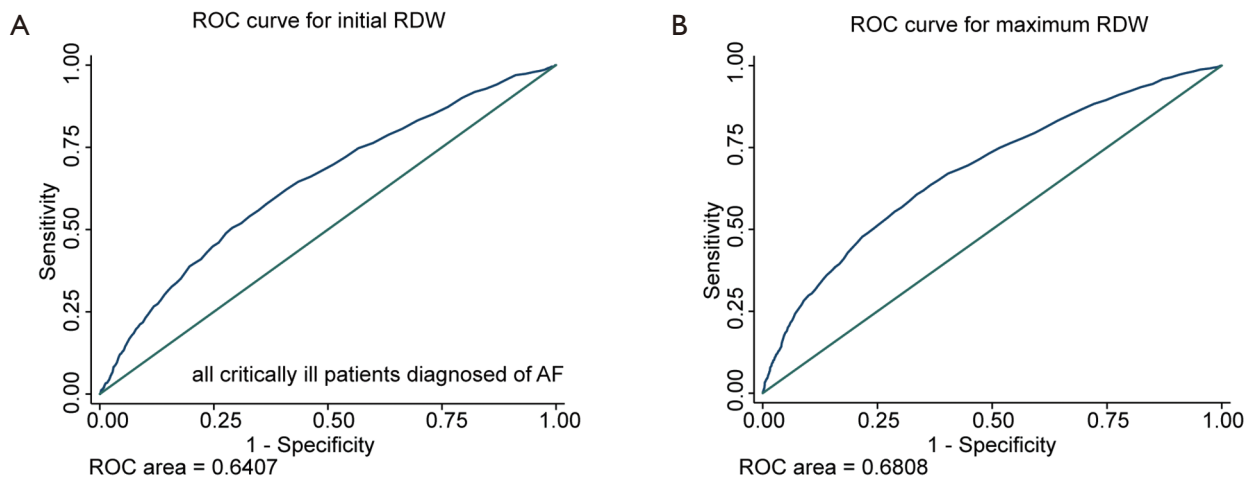 A
ROC curve for initial RDW
Sensitivity
1.00
0.75
0.50
0.25
0.00
all critically ill patients diagnosed of AF
0.00 0.25 0.50 0.75 1.00
1 - Specificity
ROC area = 0.6407
B
ROC curve for maximum RDW
Sensitivity
1.00
0.75
0.50
0.25
0.00
0.00 0.25 0.50 0.75 1.00
1 - Specificity
ROC area = 0.6808